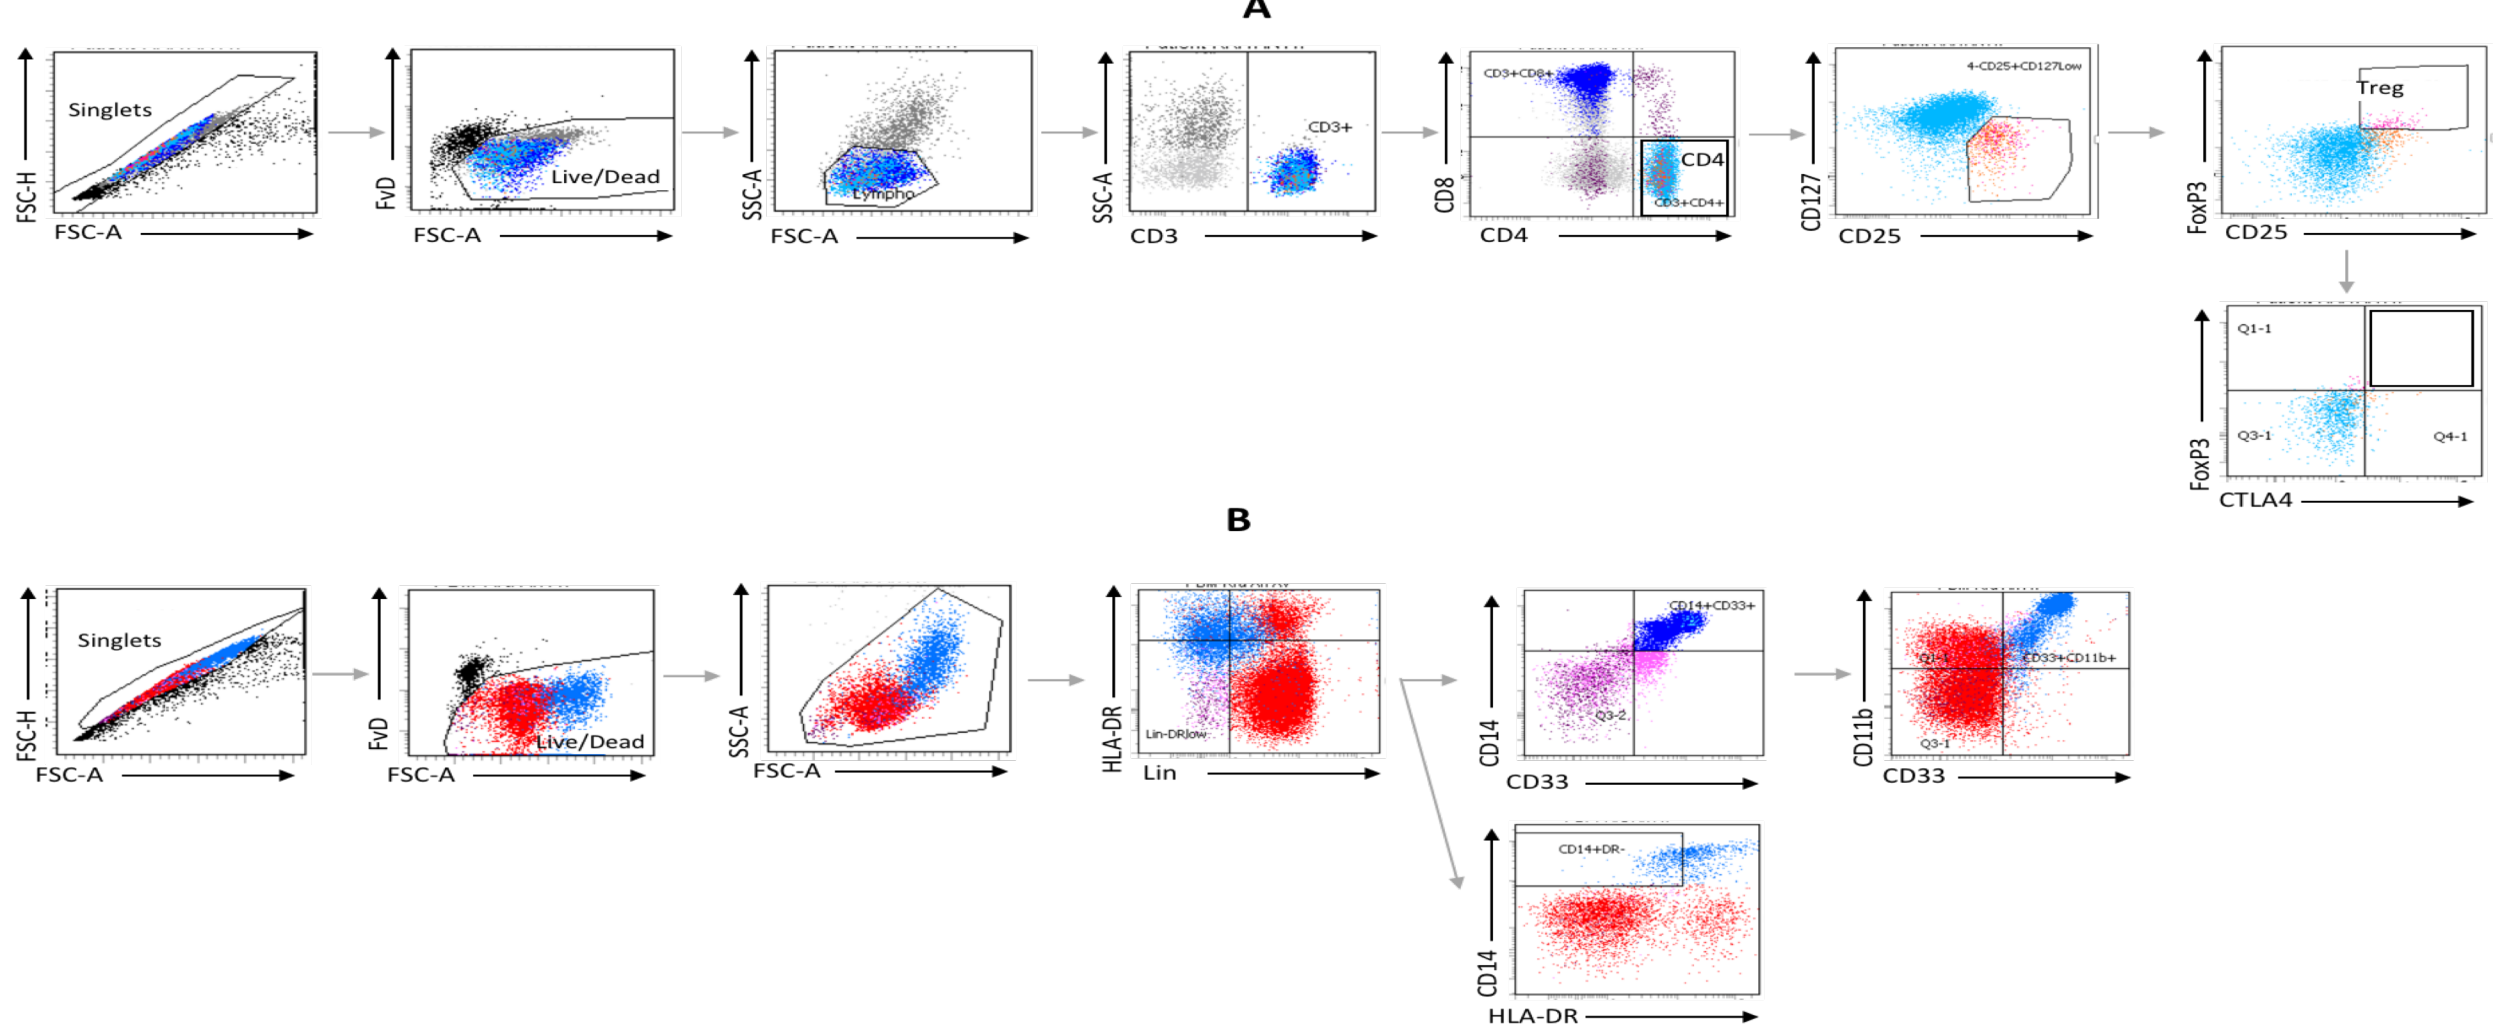 A
Singlets
FSC-H
FSC-A
FvD
Live/Dead
FSC-A
SSC-A
Lympho
FSC-A
SSC-A
CD3+
CD3
CD8
CD3+CD8+
CD4
CD3+CD4+
CD4
CD127
4-CD25+CD127Low
CD25
FoxP3
Treg
CD25
Q1-1
Q3-1
Q4-1
FoxP3
CTLA4
B
Singlets
FSC-H
FSC-A
FvD
Live/Dead
FSC-A
SSC-A
FSC-A
HLA-DR
Lin-DRlow
Lin
CD14
CD14+CD33+
Q3-2
CD33
CD11b
Q1-1
CD33+CD11b+
Q3-1
CD33
CD14+DR-
CD14
HLA-DR